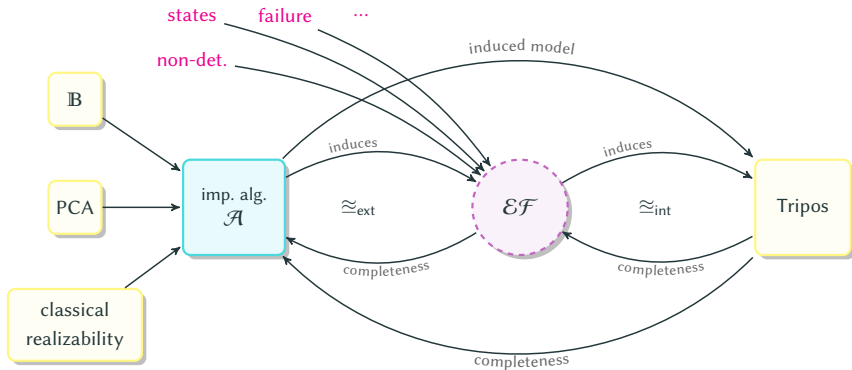 states failure ...
non-det.
induced model
𝔹
induces
induces
PCA
imp. alg.
𝒜
≊ext
ℰℱ
≊int
Tripos
completeness
completeness
classical
realizability
completeness